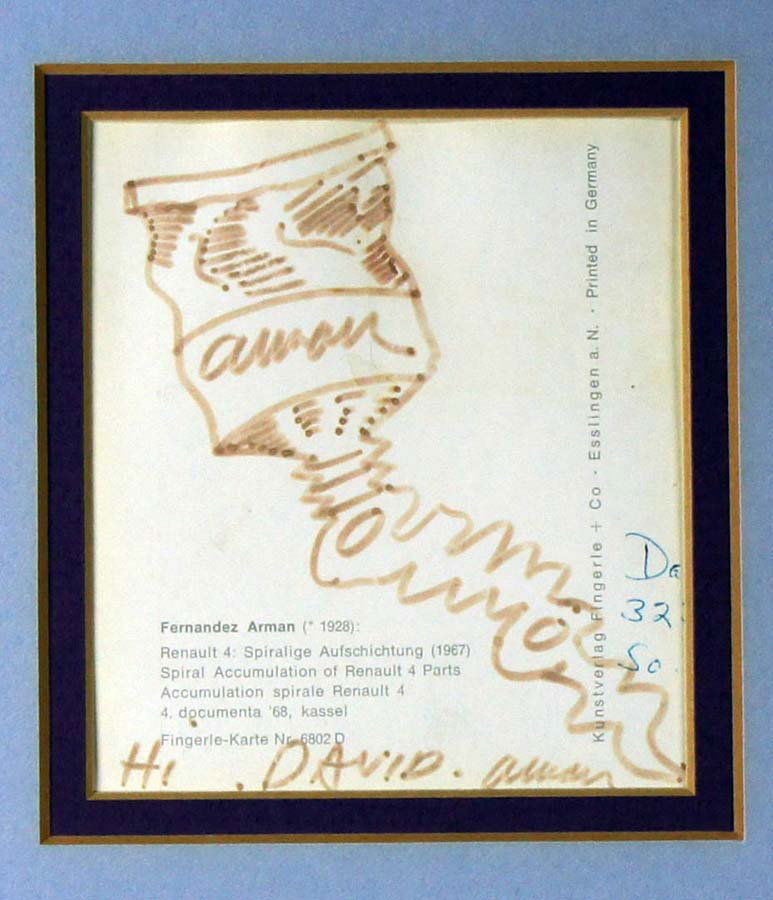 arman
Fernandez Arman (* 1928):
Renault 4: Spiralige Aufschichtung (1967)
Spiral Accumulation of Renault 4 Parts
Accumulation spirale Renault 4
4. documenta '68, kassel
Fingerle-Karte Nr. 6802 D
Hi . DAVID. arman
Kunstverlag Fingerle + Co · Esslingen a. N. · Printed in Germany
Da
32
So